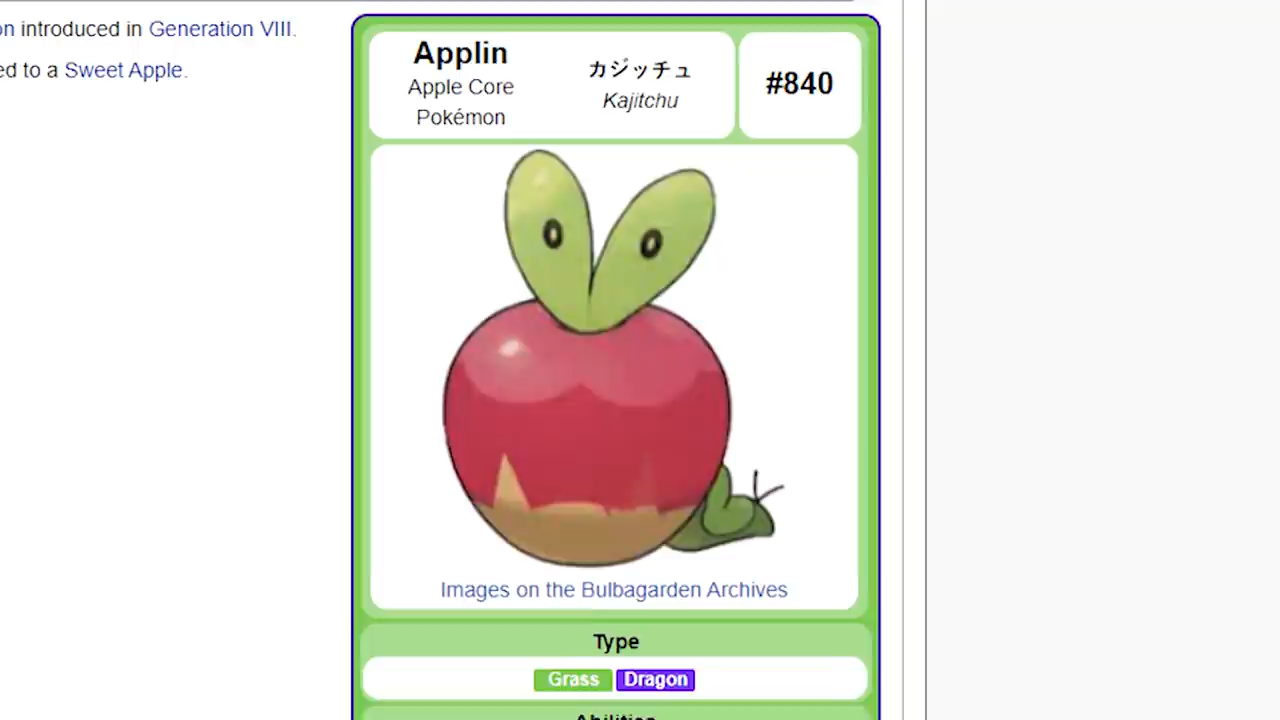 on introduced in Generation VIII.
ed to a Sweet Apple.
Applin
Apple Core
Pokémon
カジッチュ
Kajitchu
#840
Images on the Bulbagarden Archives
Type
Grass Dragon
Abilities